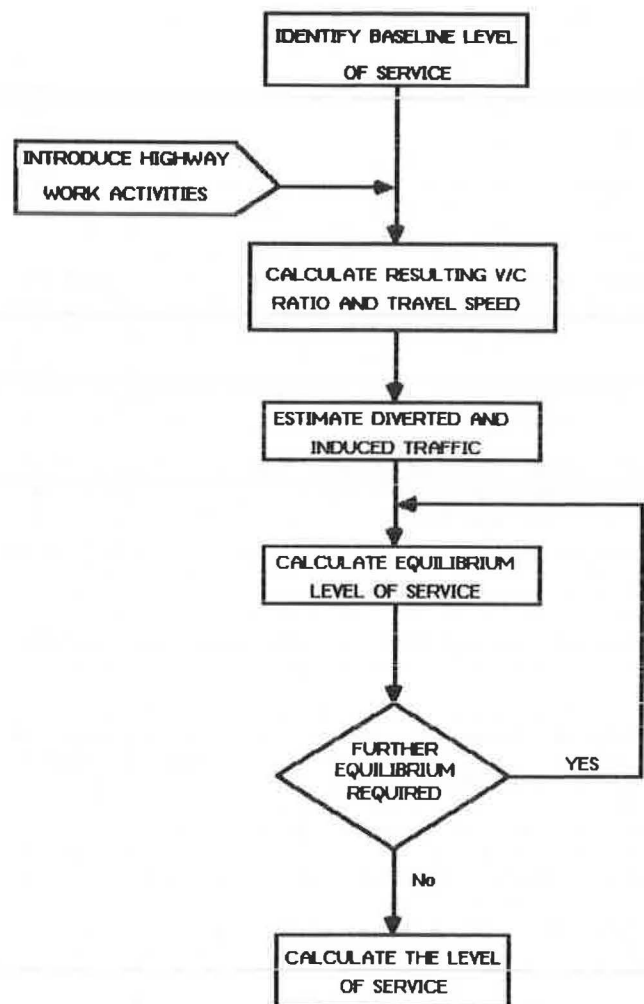 IDENTIFY BASELINE LEVEL
OF SERVICE
INTRODUCE HIGHWAY
WORK ACTIVITIES
CALCULATE RESULTING V/C
RATIO AND TRAVEL SPEED
ESTIMATE DIVERTED AND
INDUCED TRAFFIC
CALCULATE EQUILIBRIUM
LEVEL OF SERVICE
FURTHER
EQUILIBRIUM
REQUIRED
YES
No
CALCULATE THE LEVEL
OF SERVICE